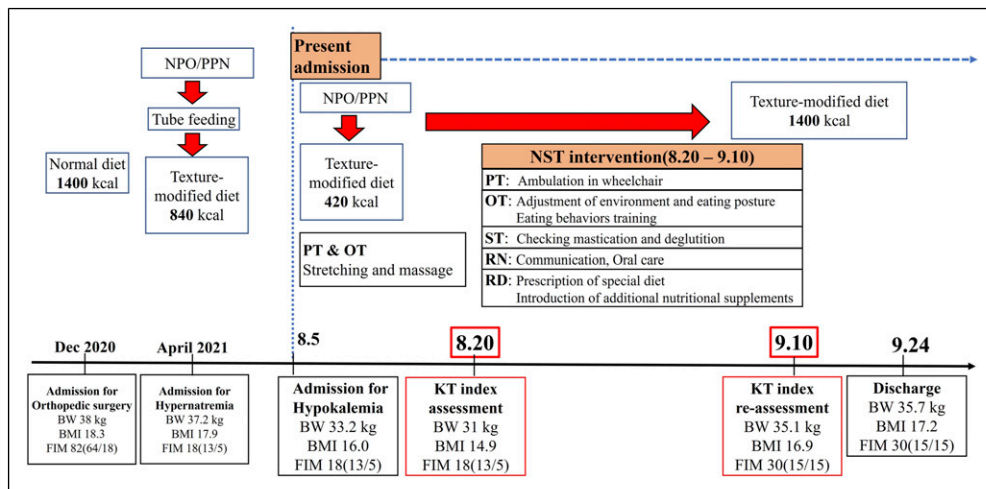 NPO/PPN
Tube feeding
Normal diet
1400 kcal
Texture-
modified diet
840 kcal
Present
admission
NPO/PPN
Texture-
modified diet
420 kcal
PT & OT
Stretching and massage
Texture-modified diet
1400 kcal
NST intervention(8.20 – 9.10)
PT: Ambulation in wheelchair
OT: Adjustment of environment and eating posture
Eating behaviors training
ST: Checking mastication and deglutition
RN: Communication, Oral care
RD: Prescription of special diet
Introduction of additional nutritional supplements
Dec 2020
Admission for
Orthopedic surgery
BW 38 kg
BMI 18.3
FIM 82(64/18)
April 2021
Admission for
Hypernatremia
BW 37.2 kg
BMI 17.9
FIM 18(13/5)
8.5
Admission for
Hypokalemia
BW 33.2 kg
BMI 16.0
FIM 18(13/5)
8.20
KT index
assessment
BW 31 kg
BMI 14.9
FIM 18(13/5)
9.10
KT index
re-assessment
BW 35.1 kg
BMI 16.9
FIM 30(15/15)
9.24
Discharge
BW 35.7 kg
BMI 17.2
FIM 30(15/15)